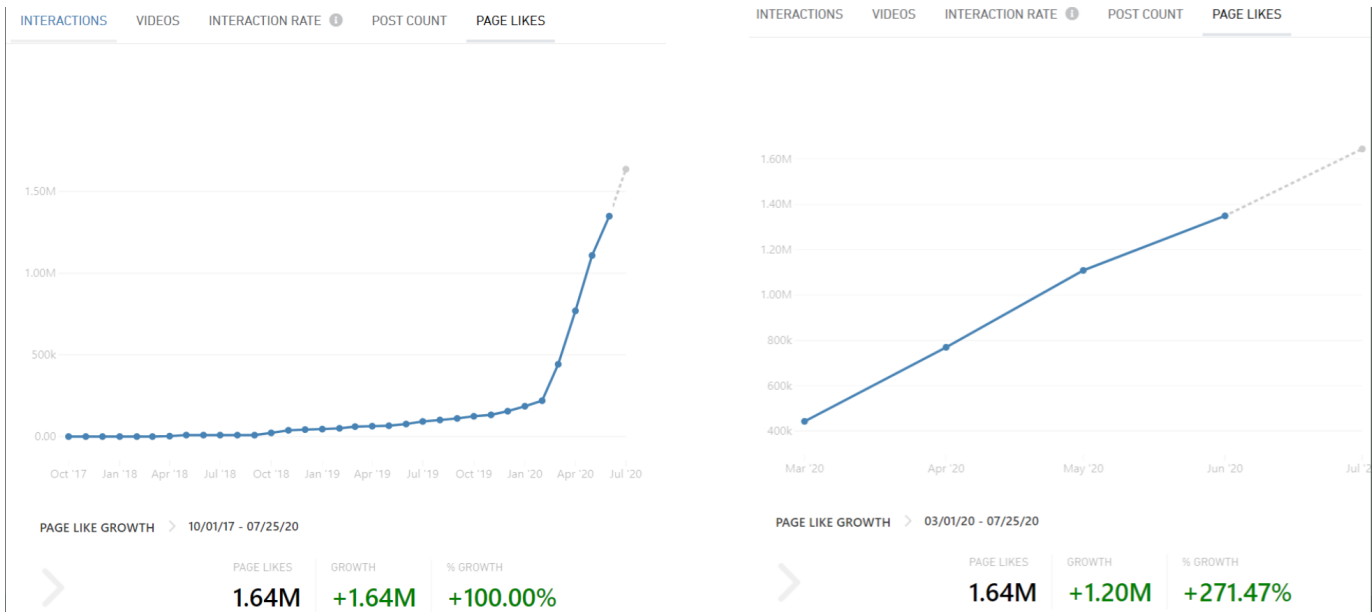 INTERACTIONS VIDEOS INTERACTION RATE POST COUNT PAGE LIKES
1.50M
1.00M
500k
0.00
Oct '17 Jan '18 Apr '18 Jul '18 Oct '18 Jan '19 Apr '19 Jul '19 Oct '19 Jan '20 Apr '20 Jul '20
PAGE LIKE GROWTH > 10/01/17 - 07/25/20
PAGE LIKES GROWTH % GROWTH
1.64M +1.64M +100.00%
INTERACTIONS VIDEOS INTERACTION RATE POST COUNT PAGE LIKES
1.60M
1.40M
1.20M
1.00M
800k
600k
400k
Mar '20 Apr '20 May '20 Jun '20 Jul '2
PAGE LIKE GROWTH > 03/01/20 - 07/25/20
PAGE LIKES GROWTH % GROWTH
1.64M +1.20M +271.47%